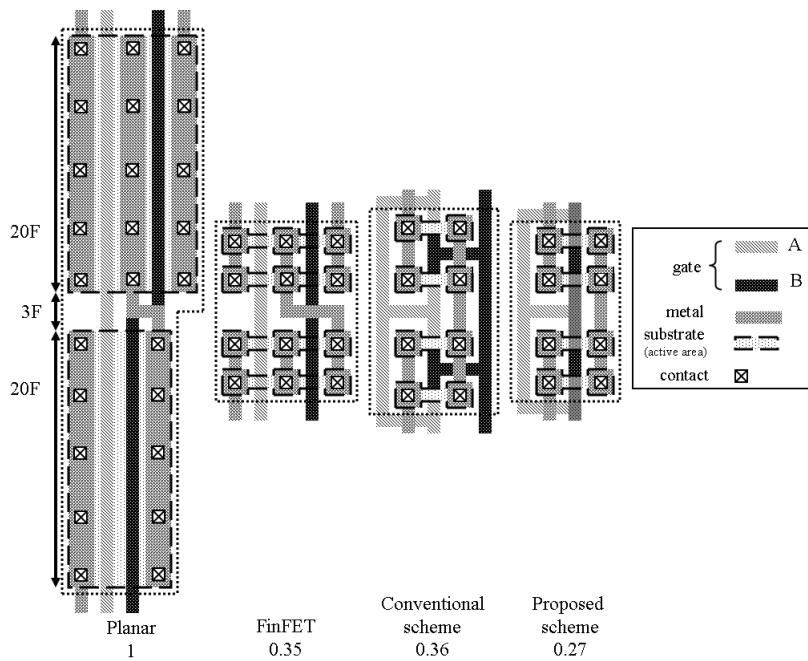 20F
3F
20F
gate
A
B
metal
substrate
(active area)
contact
Planar
1
FinFET
0.35
Conventional
scheme
0.36
Proposed
scheme
0.27